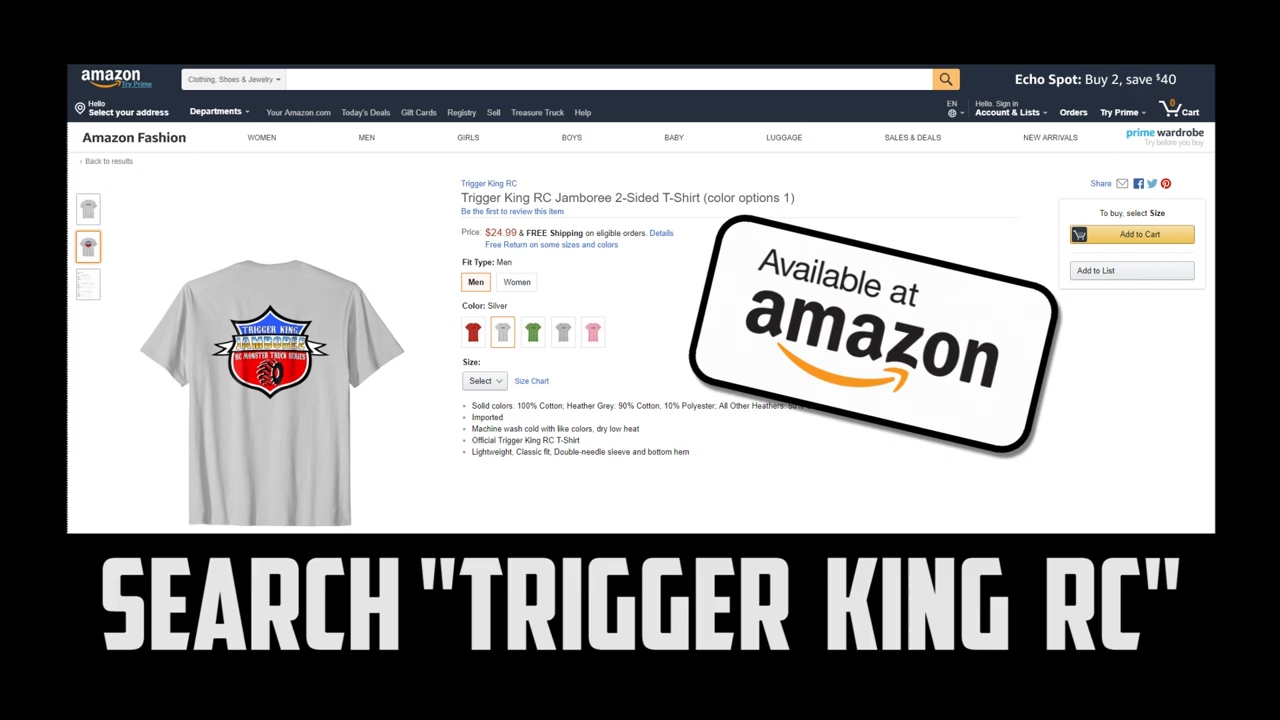 amazon
Try Prime
Clothing, Shoes & Jewelry
Echo Spot: Buy 2, save $40
Hello
Select your address
Departments
Your Amazon.com
Today's Deals
Gift Cards
Registry
Sell
Treasure Truck
Help
EN
Hello. Sign in
Account & Lists
Orders
Try Prime
0
Cart
Amazon Fashion
WOMEN
MEN
GIRLS
BOYS
BABY
LUGGAGE
SALES & DEALS
NEW ARRIVALS
prime wardrobe
Try before you buy
‹ Back to results
Trigger King RC
Trigger King RC Jamboree 2-Sided T-Shirt (color options 1)
Be the first to review this item
Price: $24.99 & FREE Shipping on eligible orders. Details
Free Return on some sizes and colors
Fit Type: Men
Men
Women
Color: Silver
Size:
Select
Size Chart
• Solid colors: 100% Cotton; Heather Grey: 90% Cotton, 10% Polyester; All Other Heathers:
• Imported
• Machine wash cold with like colors, dry low heat
• Official Trigger King RC T-Shirt
• Lightweight, Classic fit, Double-needle sleeve and bottom hem
Share
To buy, select Size
Add to Cart
Add to List
TRIGGER KING
JAMBOREE
RC MONSTER TRUCK SERIES
Available at
amazon
SEARCH "TRIGGER KING RC"